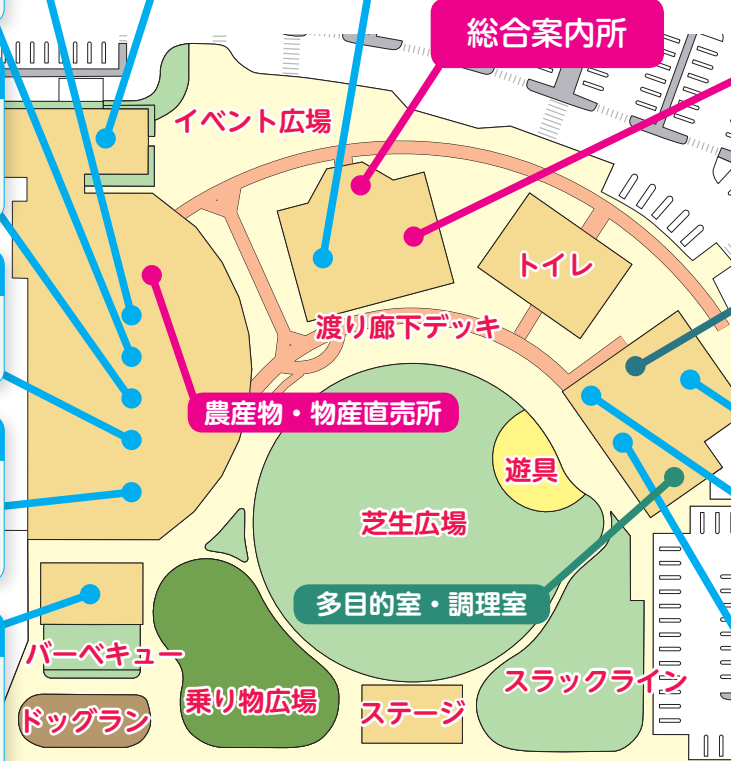 総合案内所
イベント広場
トイレ
渡り廊下デッキ
農産物・物産直売所
遊具
芝生広場
多目的室・調理室
バーベキュー
スラックライン
乗り物広場
ステージ
ドッグラン